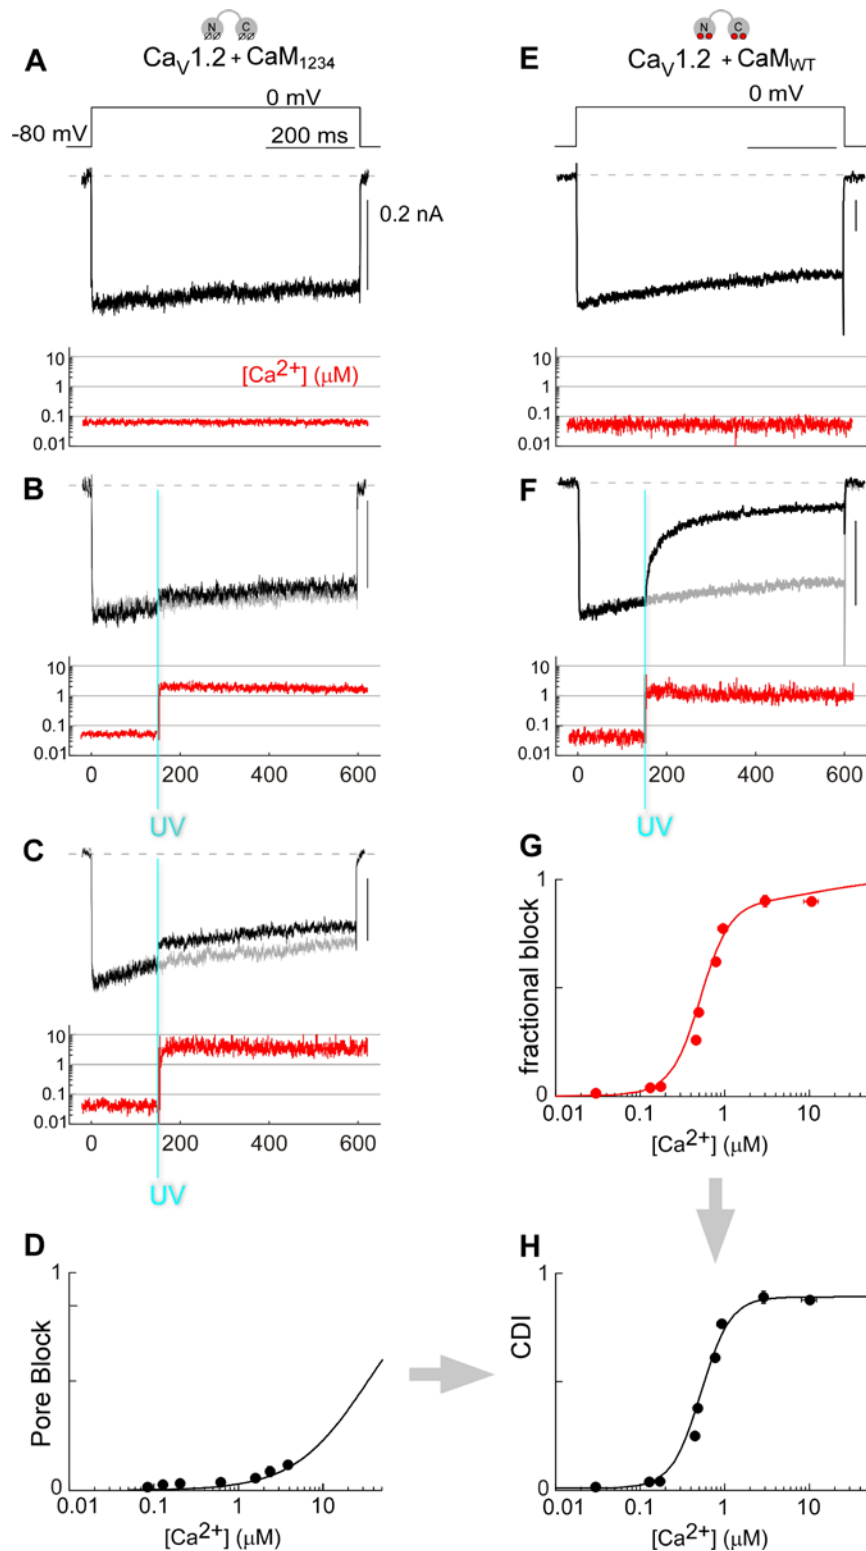 N C
A
Ca_V1.2 + CaM_1234
0 mV
-80 mV
200 ms
0.2 nA
10
1
0.1
0.01
[Ca²⁺] (μM)
B
10
1
0.1
0.01
0 200 400 600
UV
C
10
1
0.1
0.01
0 200 400 600
UV
D
1
Pore Block
0
0.01 0.1 1 10
[Ca²⁺] (μM)
N C
E
Ca_V1.2 + CaM_WT
0 mV
10
1
0.1
0.01
F
10
1
0.1
0.01
0 200 400 600
UV
G
1
fractional block
0
0.01 0.1 1 10
[Ca²⁺] (μM)
H
1
CDI
0
0.01 0.1 1 10
[Ca²⁺] (μM)